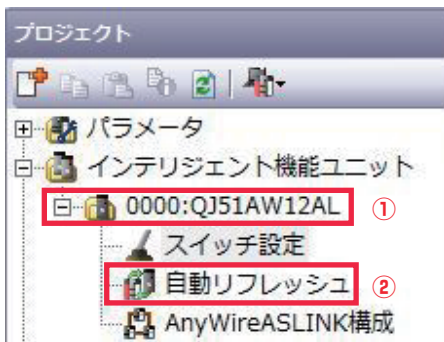 プロジェクト
パラメータ
インテリジェント機能ユニット
0000:QJ51AW12AL ①
スイッチ設定
自動リフレッシュ ②
AnyWireASLINK構成